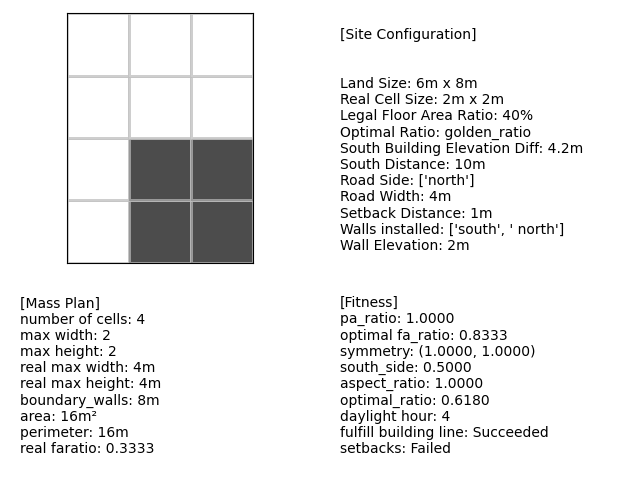 [Site Configuration]
Land Size: 6m x 8m
Real Cell Size: 2m x 2m
Legal Floor Area Ratio: 40%
Optimal Ratio: golden_ratio
South Building Elevation Diff: 4.2m
South Distance: 10m
Road Side: ['north']
Road Width: 4m
Setback Distance: 1m
Walls installed: ['south', ' north']
Wall Elevation: 2m
[Mass Plan]
number of cells: 4
max width: 2
max height: 2
real max width: 4m
real max height: 4m
boundary_walls: 8m
area: 16m²
perimeter: 16m
real faratio: 0.3333
[Fitness]
pa_ratio: 1.0000
optimal fa_ratio: 0.8333
symmetry: (1.0000, 1.0000)
south_side: 0.5000
aspect_ratio: 1.0000
optimal_ratio: 0.6180
daylight hour: 4
fulfill building line: Succeeded
setbacks: Failed